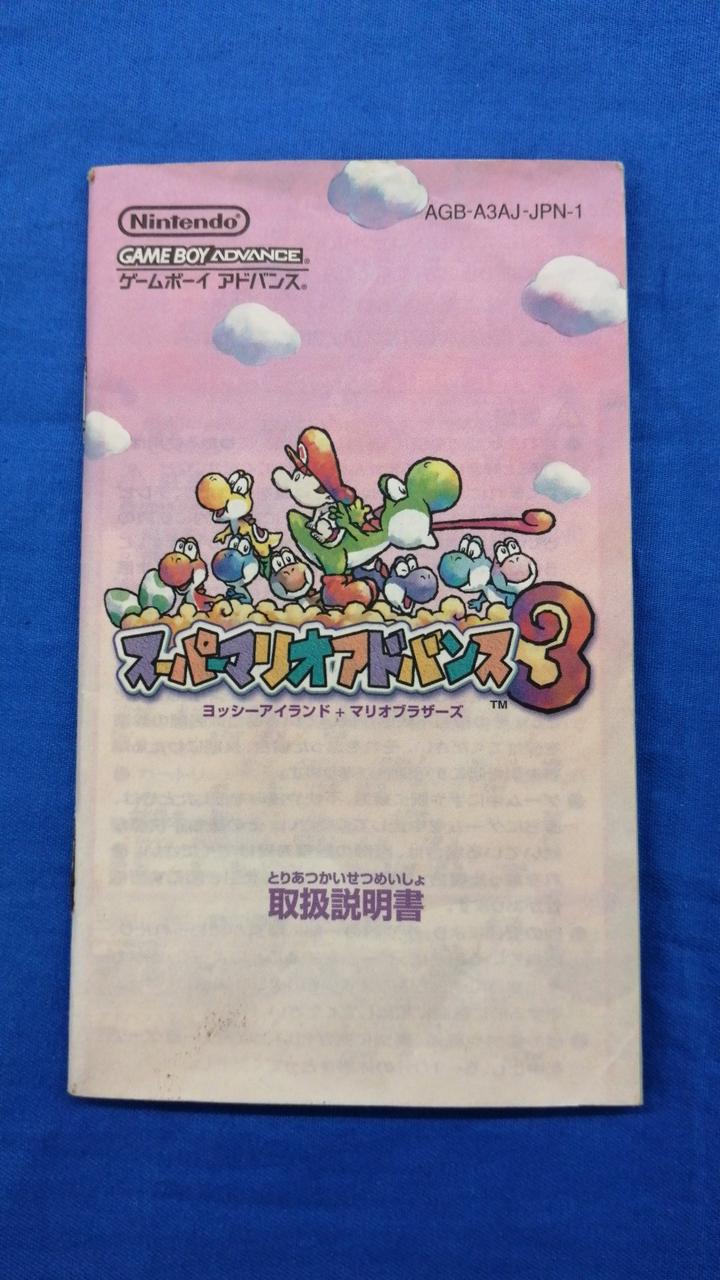 Nintendo®
AGB-A3AJ-JPN-1
GAME BOY ADVANCE®
ゲームボーイ アドバンス®
スーパーマリオアドバンス3
TM
ヨッシーアイランド + マリオブラザーズ
とりあつかいせつめいしょ
取扱説明書